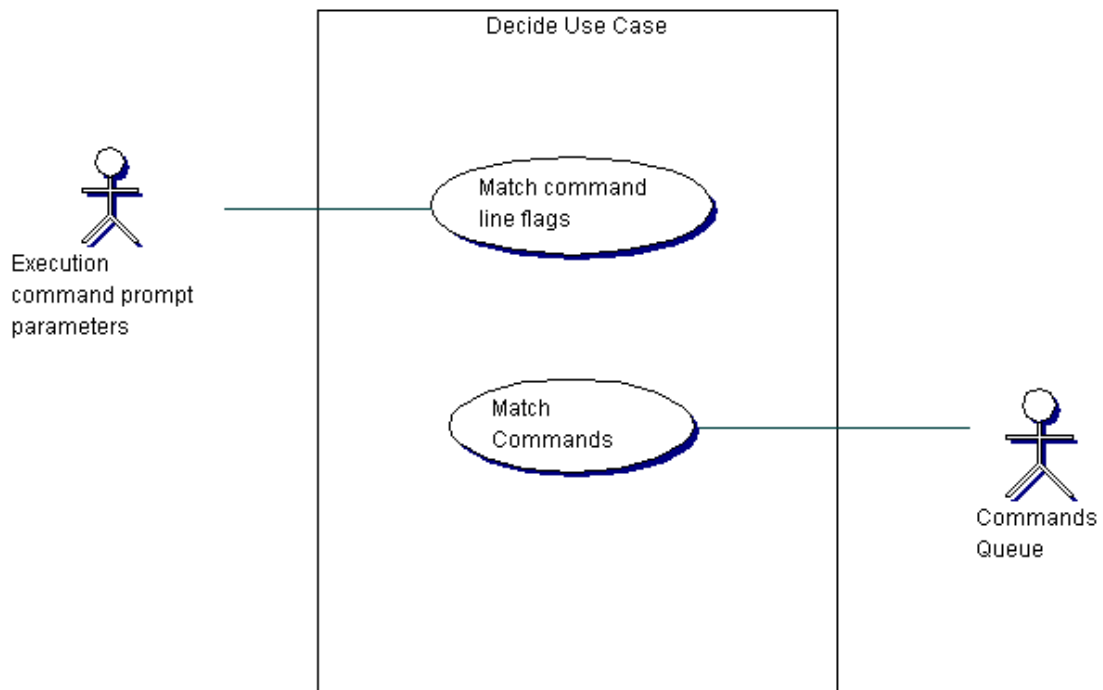 Decide Use Case
Match command
line flags
Execution
command prompt
parameters
Match
Commands
Commands
Queue